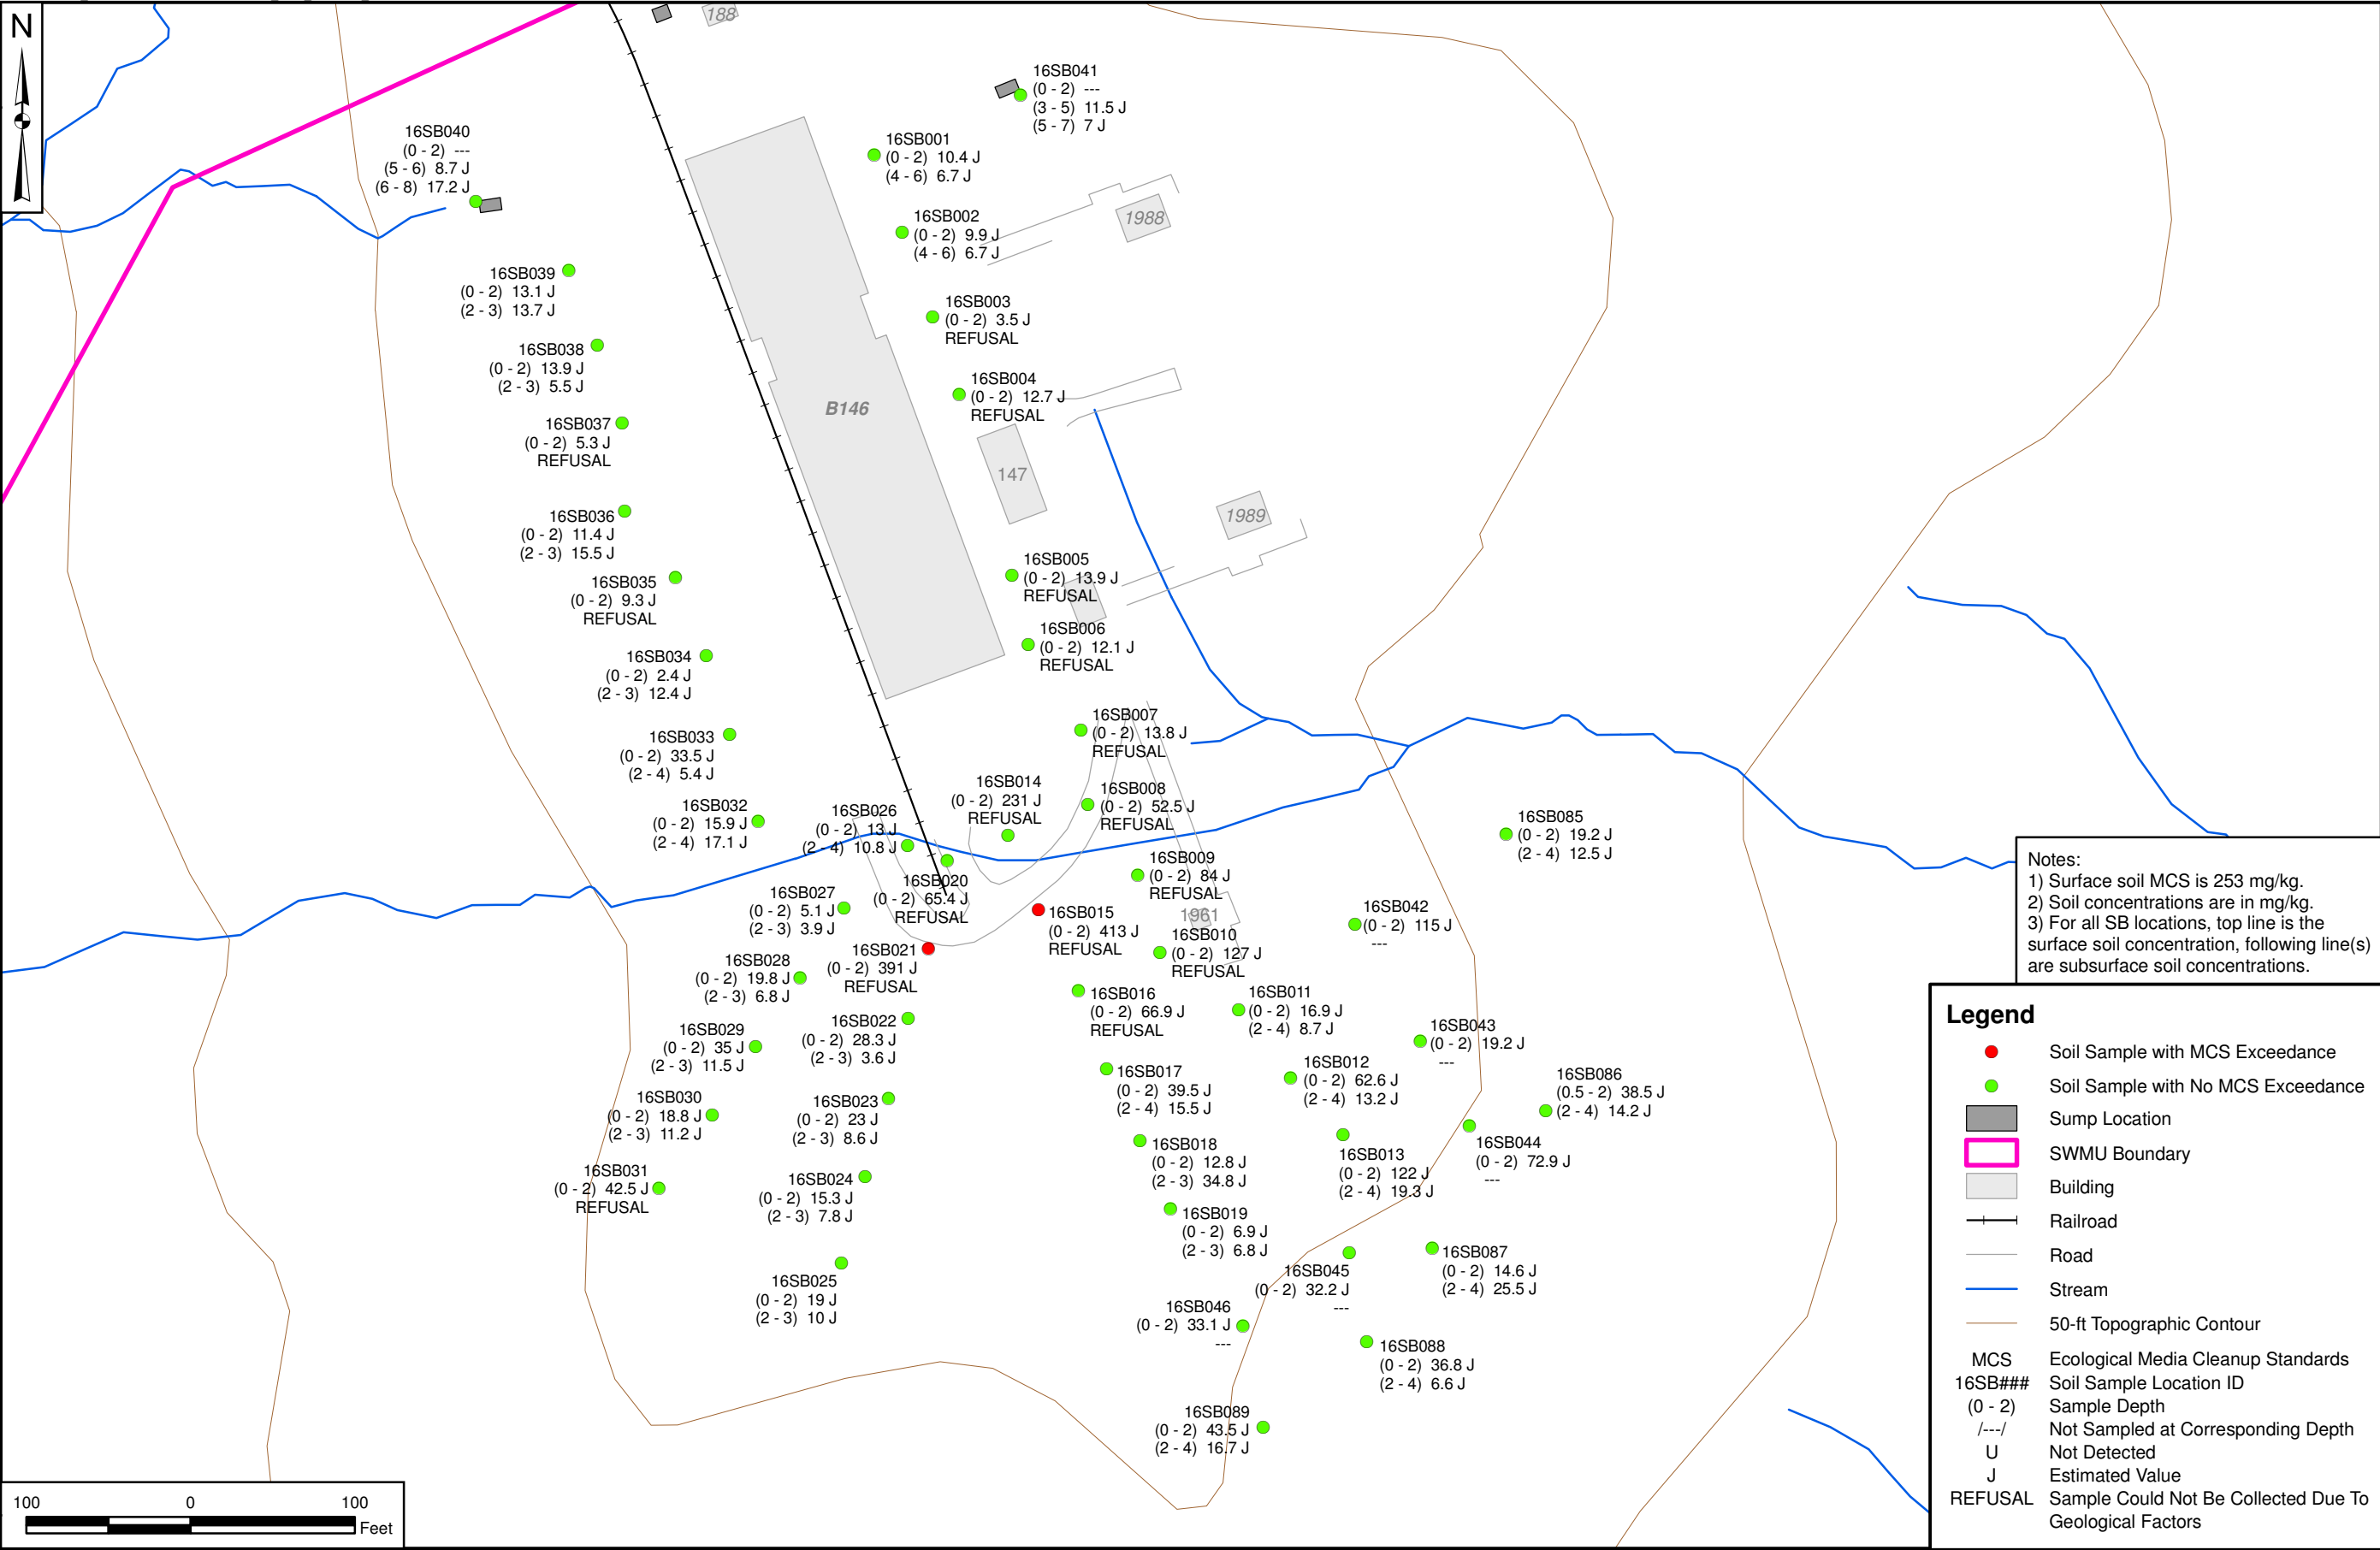 N
188
16SB041
(0 - 2) ---
(3 - 5) 11.5 J
(5 - 7) 7 J
16SB040
(0 - 2) ---
(5 - 6) 8.7 J
(6 - 8) 17.2 J
16SB001
(0 - 2) 10.4 J
(4 - 6) 6.7 J
16SB002
(0 - 2) 9.9 J
(4 - 6) 6.7 J
1988
16SB039
(0 - 2) 13.1 J
(2 - 3) 13.7 J
16SB003
(0 - 2) 3.5 J
REFUSAL
16SB038
(0 - 2) 13.9 J
(2 - 3) 5.5 J
16SB004
(0 - 2) 12.7 J
REFUSAL
B146
16SB037
(0 - 2) 5.3 J
REFUSAL
147
16SB036
(0 - 2) 11.4 J
(2 - 3) 15.5 J
1989
16SB005
(0 - 2) 13.9 J
REFUSAL
16SB035
(0 - 2) 9.3 J
REFUSAL
16SB006
(0 - 2) 12.1 J
REFUSAL
16SB034
(0 - 2) 2.4 J
(2 - 3) 12.4 J
16SB007
(0 - 2) 13.8 J
REFUSAL
16SB033
(0 - 2) 33.5 J
(2 - 4) 5.4 J
16SB014
(0 - 2) 231 J
REFUSAL
16SB008
(0 - 2) 52.5 J
REFUSAL
16SB032
(0 - 2) 15.9 J
(2 - 4) 17.1 J
16SB026
(0 - 2) 13 J
(2 - 4) 10.8 J
16SB085
(0 - 2) 19.2 J
(2 - 4) 12.5 J
16SB009
(0 - 2) 84 J
REFUSAL
16SB020
(0 - 2) 65.4 J
REFUSAL
16SB027
(0 - 2) 5.1 J
(2 - 3) 3.9 J
16SB015
(0 - 2) 413 J
REFUSAL
1961
16SB042
(0 - 2) 115 J
---
16SB010
(0 - 2) 127 J
REFUSAL
16SB021
(0 - 2) 391 J
REFUSAL
16SB028
(0 - 2) 19.8 J
(2 - 3) 6.8 J
16SB016
(0 - 2) 66.9 J
REFUSAL
16SB011
(0 - 2) 16.9 J
(2 - 4) 8.7 J
16SB022
(0 - 2) 28.3 J
(2 - 3) 3.6 J
16SB029
(0 - 2) 35 J
(2 - 3) 11.5 J
16SB043
(0 - 2) 19.2 J
---
16SB012
(0 - 2) 62.6 J
(2 - 4) 13.2 J
16SB017
(0 - 2) 39.5 J
(2 - 4) 15.5 J
16SB086
(0.5 - 2) 38.5 J
(2 - 4) 14.2 J
16SB030
(0 - 2) 18.8 J
(2 - 3) 11.2 J
16SB023
(0 - 2) 23 J
(2 - 3) 8.6 J
16SB018
(0 - 2) 12.8 J
(2 - 3) 34.8 J
16SB013
(0 - 2) 122 J
(2 - 4) 19.3 J
16SB044
(0 - 2) 72.9 J
---
16SB031
(0 - 2) 42.5 J
REFUSAL
16SB024
(0 - 2) 15.3 J
(2 - 3) 7.8 J
16SB019
(0 - 2) 6.9 J
(2 - 3) 6.8 J
16SB045
(0 - 2) 32.2 J
---
16SB087
(0 - 2) 14.6 J
(2 - 4) 25.5 J
16SB025
(0 - 2) 19 J
(2 - 3) 10 J
16SB046
(0 - 2) 33.1 J
---
16SB088
(0 - 2) 36.8 J
(2 - 4) 6.6 J
16SB089
(0 - 2) 43.5 J
(2 - 4) 16.7 J
Notes:
1) Surface soil MCS is 253 mg/kg.
2) Soil concentrations are in mg/kg.
3) For all SB locations, top line is the
surface soil concentration, following line(s)
are subsurface soil concentrations.
Legend
Soil Sample with MCS Exceedance
Soil Sample with No MCS Exceedance
Sump Location
SWMU Boundary
Building
Railroad
Road
Stream
50-ft Topographic Contour
MCS Ecological Media Cleanup Standards
16SB### Soil Sample Location ID
(0 - 2) Sample Depth
/---/ Not Sampled at Corresponding Depth
U Not Detected
J Estimated Value
REFUSAL Sample Could Not Be Collected Due To
Geological Factors
100 0 100
Feet